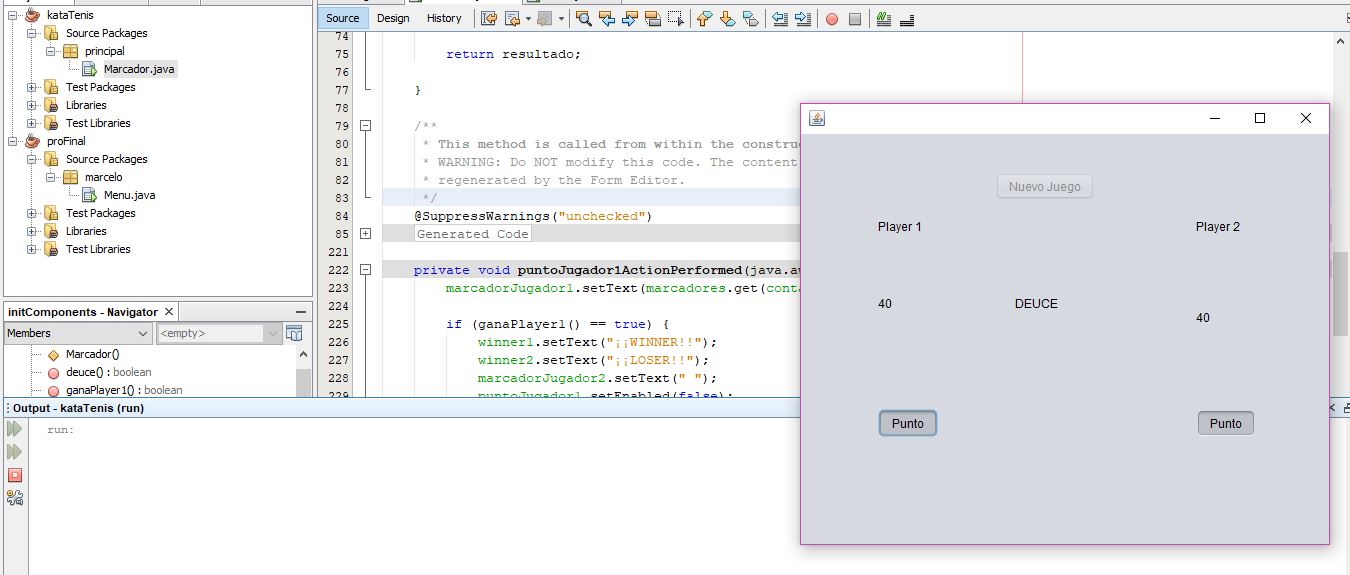 kataTenis
Source Packages
principal
Marcador.java
Test Packages
Libraries
Test Libraries
proFinal
Source Packages
marcelo
Menu.java
Test Packages
Libraries
Test Libraries
initComponents - Navigator
Members
<empty>
Marcador()
deuce() : boolean
ganaPlayer1() : boolean
Source Design History
74
75 return resultado;
76
77 }
78
79 /**
80 * This method is called from within the constru
81 * WARNING: Do NOT modify this code. The content
82 * regenerated by the Form Editor.
83 */
84 @SuppressWarnings("unchecked")
85 Generated Code
221
222 private void puntoJugador1ActionPerformed(java.a
223 marcadorJugador1.setText(marcadores.get(cont
224
225 if (ganaPlayer1() == true) {
226 winner1.setText("¡¡WINNER!!");
227 winner2.setText("¡¡LOSER!!");
228 marcadorJugador2.setText(" ");
229 puntoJugador1.setEnabled(false);
Output - kataTenis (run)
run:
Nuevo Juego
Player 1 Player 2
40 DEUCE
40
Punto Punto